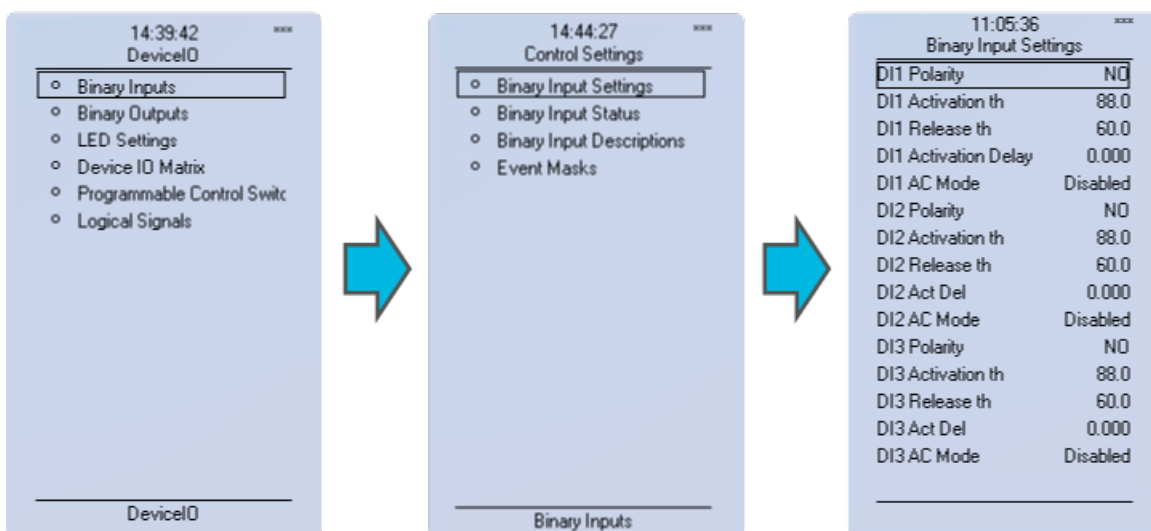 14:39:42
DeviceIO
Binary Inputs
Binary Outputs
LED Settings
Device IO Matrix
Programmable Control Switc
Logical Signals
DeviceIO
14:44:27
Control Settings
Binary Input Settings
Binary Input Status
Binary Input Descriptions
Event Masks
Binary Inputs
11:05:36
Binary Input Settings
DI1 Polarity NO
DI1 Activation th 88.0
DI1 Release th 60.0
DI1 Activation Delay 0.000
DI1 AC Mode Disabled
DI2 Polarity NO
DI2 Activation th 88.0
DI2 Release th 60.0
DI2 Act Del 0.000
DI2 AC Mode Disabled
DI3 Polarity NO
DI3 Activation th 88.0
DI3 Release th 60.0
DI3 Act Del 0.000
DI3 AC Mode Disabled